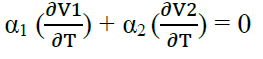 α₁ (∂V1/∂T) + α₂ (∂V2/∂T) = 0